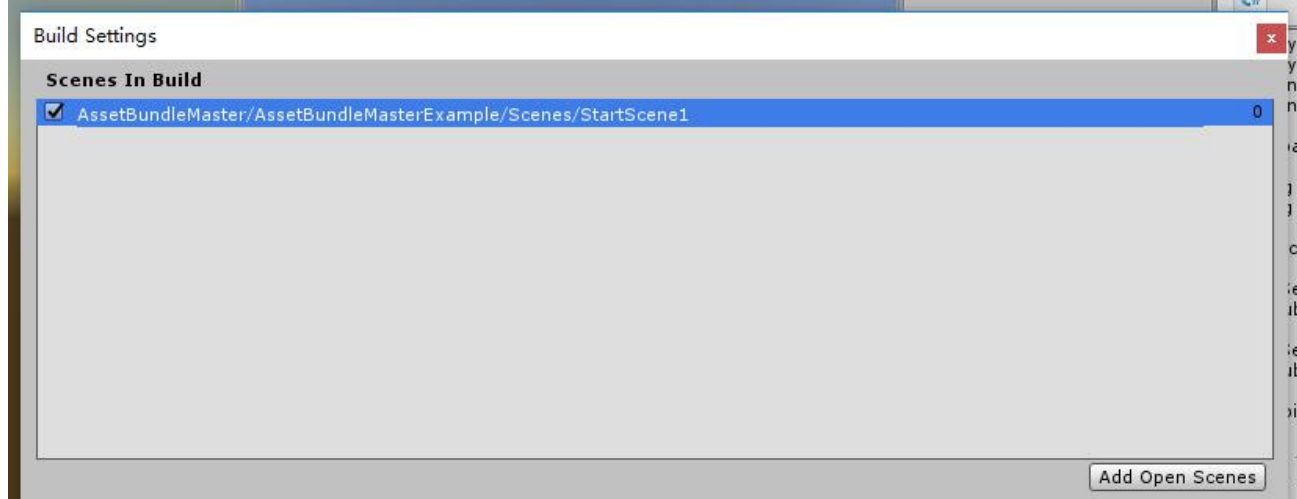 Build Settings
x
Scenes In Build
AssetBundleMaster/AssetBundleMasterExample/Scenes/StartScene1 0
Add Open Scenes